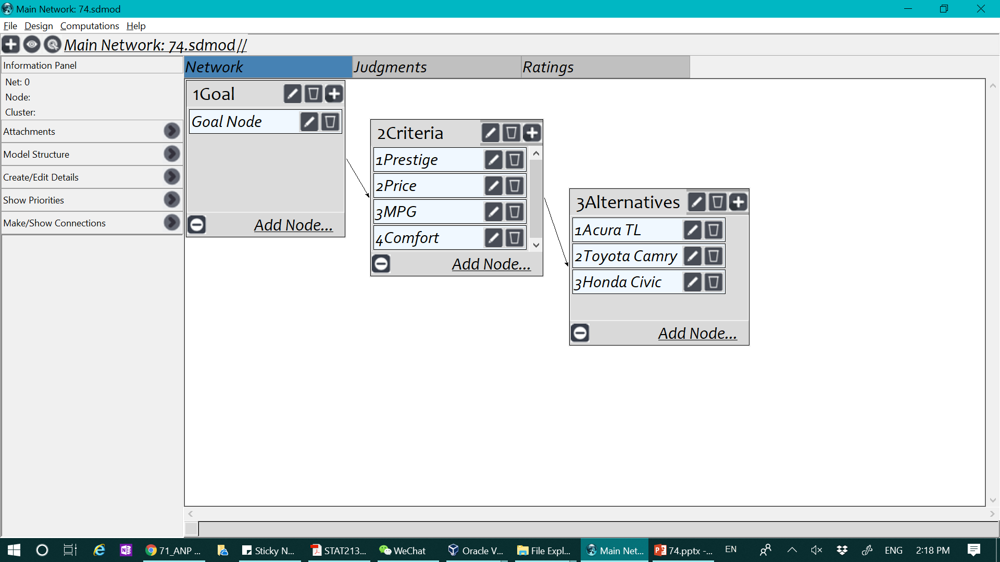 Main Network: 74.sdmod
File Design Computations Help
Main Network: 74.sdmod//
Information Panel
Net: 0
Node:
Cluster:
Attachments
Model Structure
Create/Edit Details
Show Priorities
Make/Show Connections
Network Judgments Ratings
1Goal
Goal Node
Add Node...
2Criteria
1Prestige
2Price
3MPG
4Comfort
Add Node...
3Alternatives
1Acura TL
2Toyota Camry
3Honda Civic
Add Node...
71_ANP ... Sticky N... STAT213... WeChat Oracle V... File Expl... Main Net... 74.pptx -... EN ENG 2:18 PM